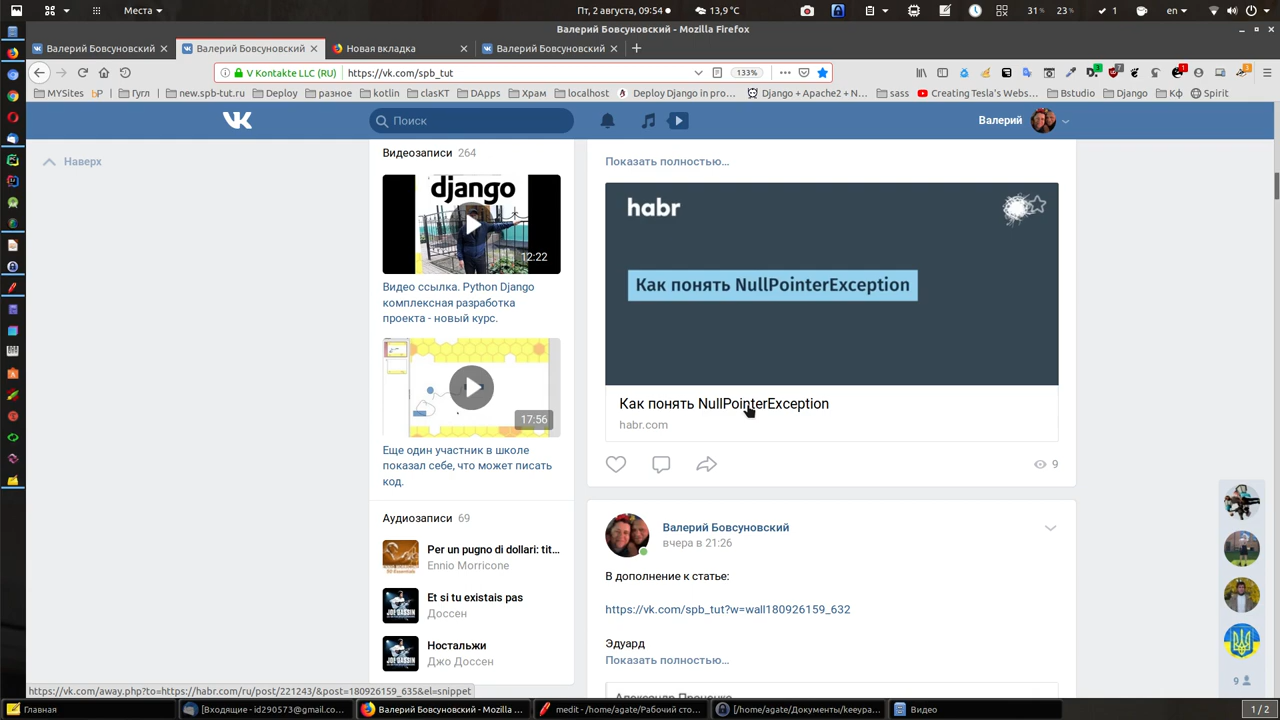 Места
Пт, 2 августа, 09:54
13,9°C
31%
23%
1
en
Валерий Бовсуновский - Mozilla Firefox
Валерий Бовсуновский
Валерий Бовсуновский
Новая вкладка
Валерий Бовсуновский
V Kontakte LLC (RU)
https://vk.com/spb_tut
133%
MYSites
Гугл
new.spb-tut.ru
Deploy
разное
kotlin
clasKT
DApps
Храм
localhost
Deploy Django in pro…
Django + Apache2 + N…
sass
Creating Tesla's Webs…
Bstudio
Django
Кф
Spirit
Поиск
Валерий
Наверх
Видеозаписи 264
django
12:22
Видео ссылка. Python Django
комплексная разработка
проекта - новый курс.
17:56
Еще один участник в школе
показал себе, что может писать
код.
Аудиозаписи 69
Per un pugno di dollari: tit…
Ennio Morricone
Et si tu existais pas
Доссен
Ностальжи
Джо Доссен
Показать полностью…
habr
Как понять NullPointerException
Как понять NullPointerException
habr.com
9
Валерий Бовсуновский
вчера в 21:26
В дополнение к статье:
https://vk.com/spb_tut?w=wall180926159_632
Эдуард
Показать полностью…
9
https://vk.com/away.php?to=https://habr.com/ru/post/221243/&post=180926159_635&el=snippet
Главная
[Входящие - id290573@gmail.co…
Валерий Бовсуновский - Mozilla …
medit - /home/agate/Рабочий сто…
[/home/agate/Документы/keeypa…
Видео
1 / 2